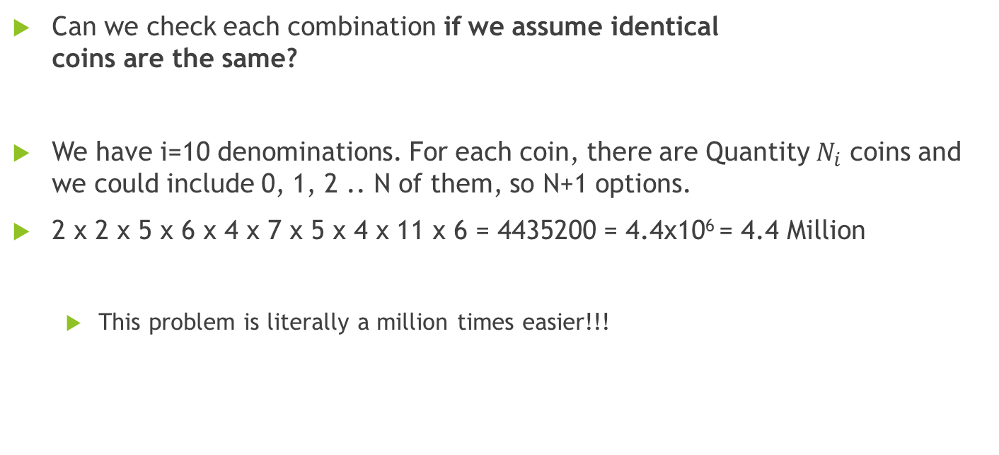 Can we check each combination if we assume identical
coins are the same?
We have i=10 denominations. For each coin, there are Quantity Nᵢ coins and
we could include 0, 1, 2 .. N of them, so N+1 options.
2 x 2 x 5 x 6 x 4 x 7 x 5 x 4 x 11 x 6 = 4435200 = 4.4x10⁶ = 4.4 Million
This problem is literally a million times easier!!!